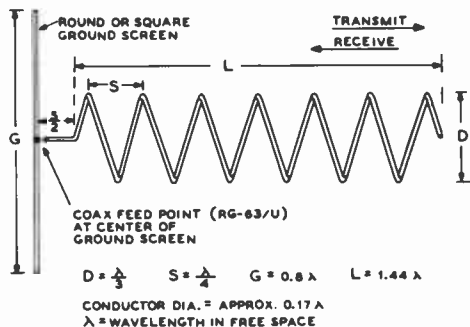 ROUND OR SQUARE
GROUND SCREEN
TRANSMIT
RECEIVE
L
S
S/2
G
D
COAX FEED POINT (RG-63/U)
AT CENTER OF
GROUND SCREEN
D = λ/3 S = λ/4 G = 0.8 λ L = 1.44 λ
CONDUCTOR DIA. = APPROX. 0.17 λ
λ = WAVELENGTH IN FREE SPACE